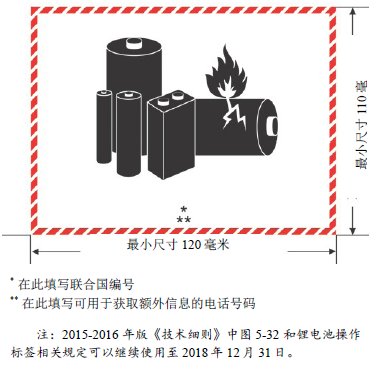 最小尺寸 110 毫
*
**
最小尺寸 120 毫米
* 在此填写联合国编号
** 在此填写可用于获取额外信息的电话号码
注：2015-2016 年版《技术细则》中图 5-32 和锂电池操作
标签相关规定可以继续使用至 2018 年 12 月 31 日。